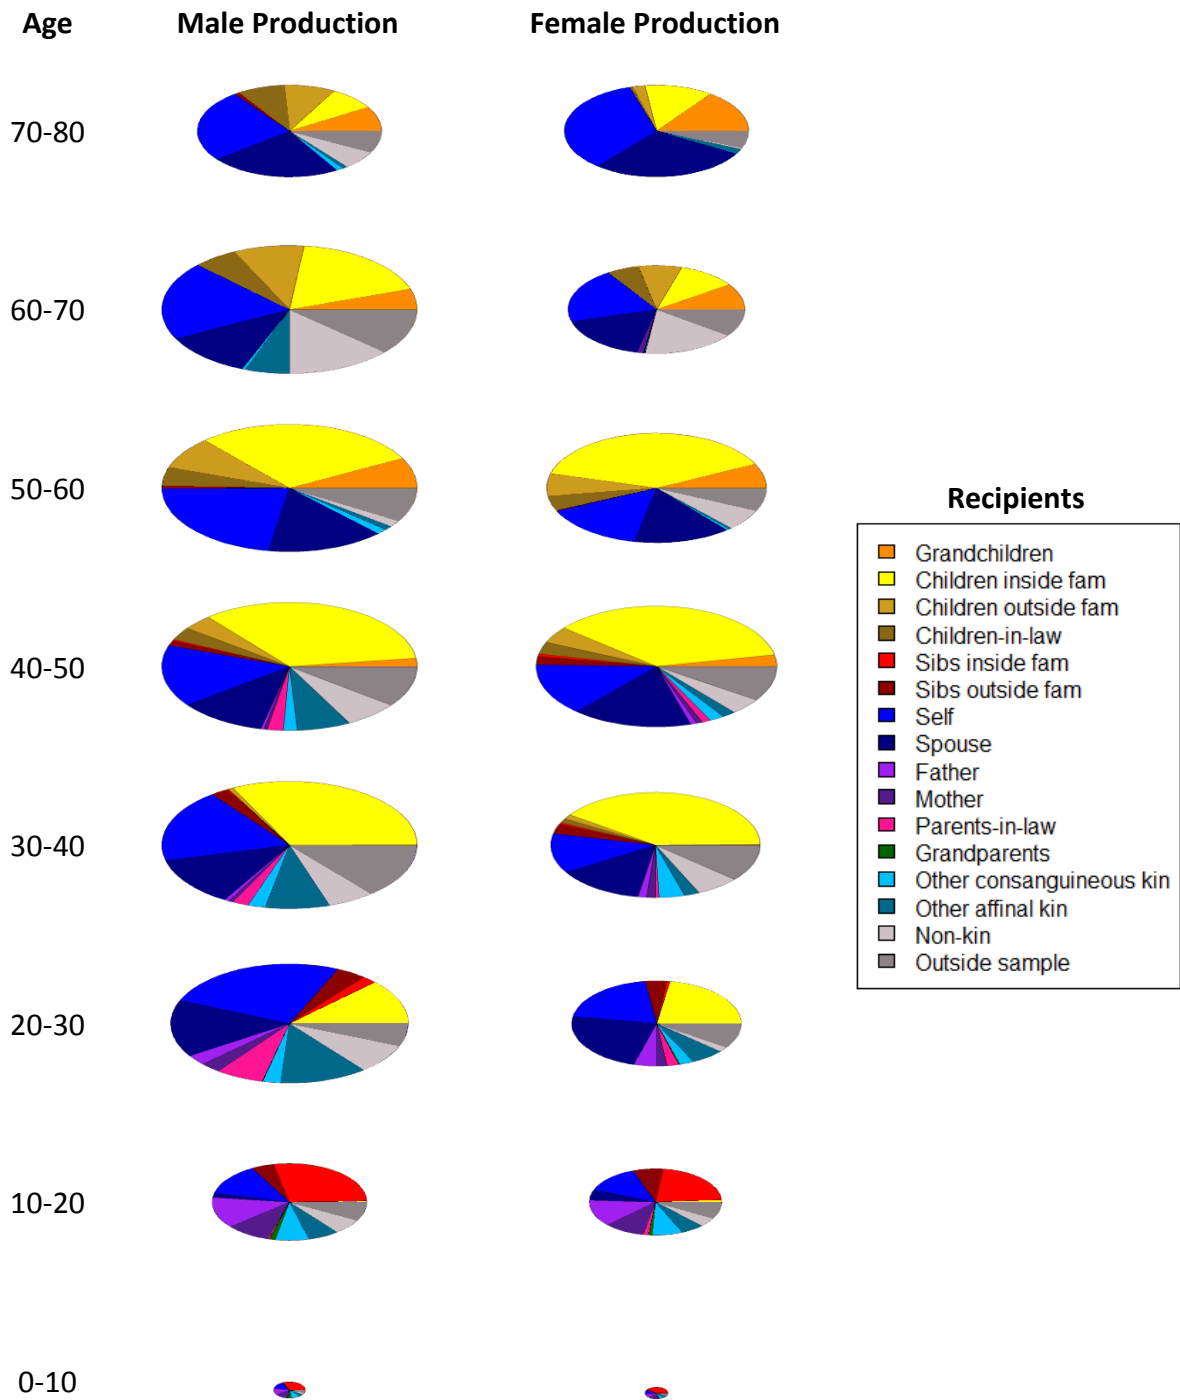 Age Male Production Female Production
70-80
60-70
50-60
Recipients
Grandchildren
Children inside fam
Children outside fam
Children-in-law
Sibs inside fam
Sibs outside fam
Self
Spouse
Father
Mother
Parents-in-law
Grandparents
Other consanguineous kin
Other affinal kin
Non-kin
Outside sample
40-50
30-40
20-30
10-20
0-10